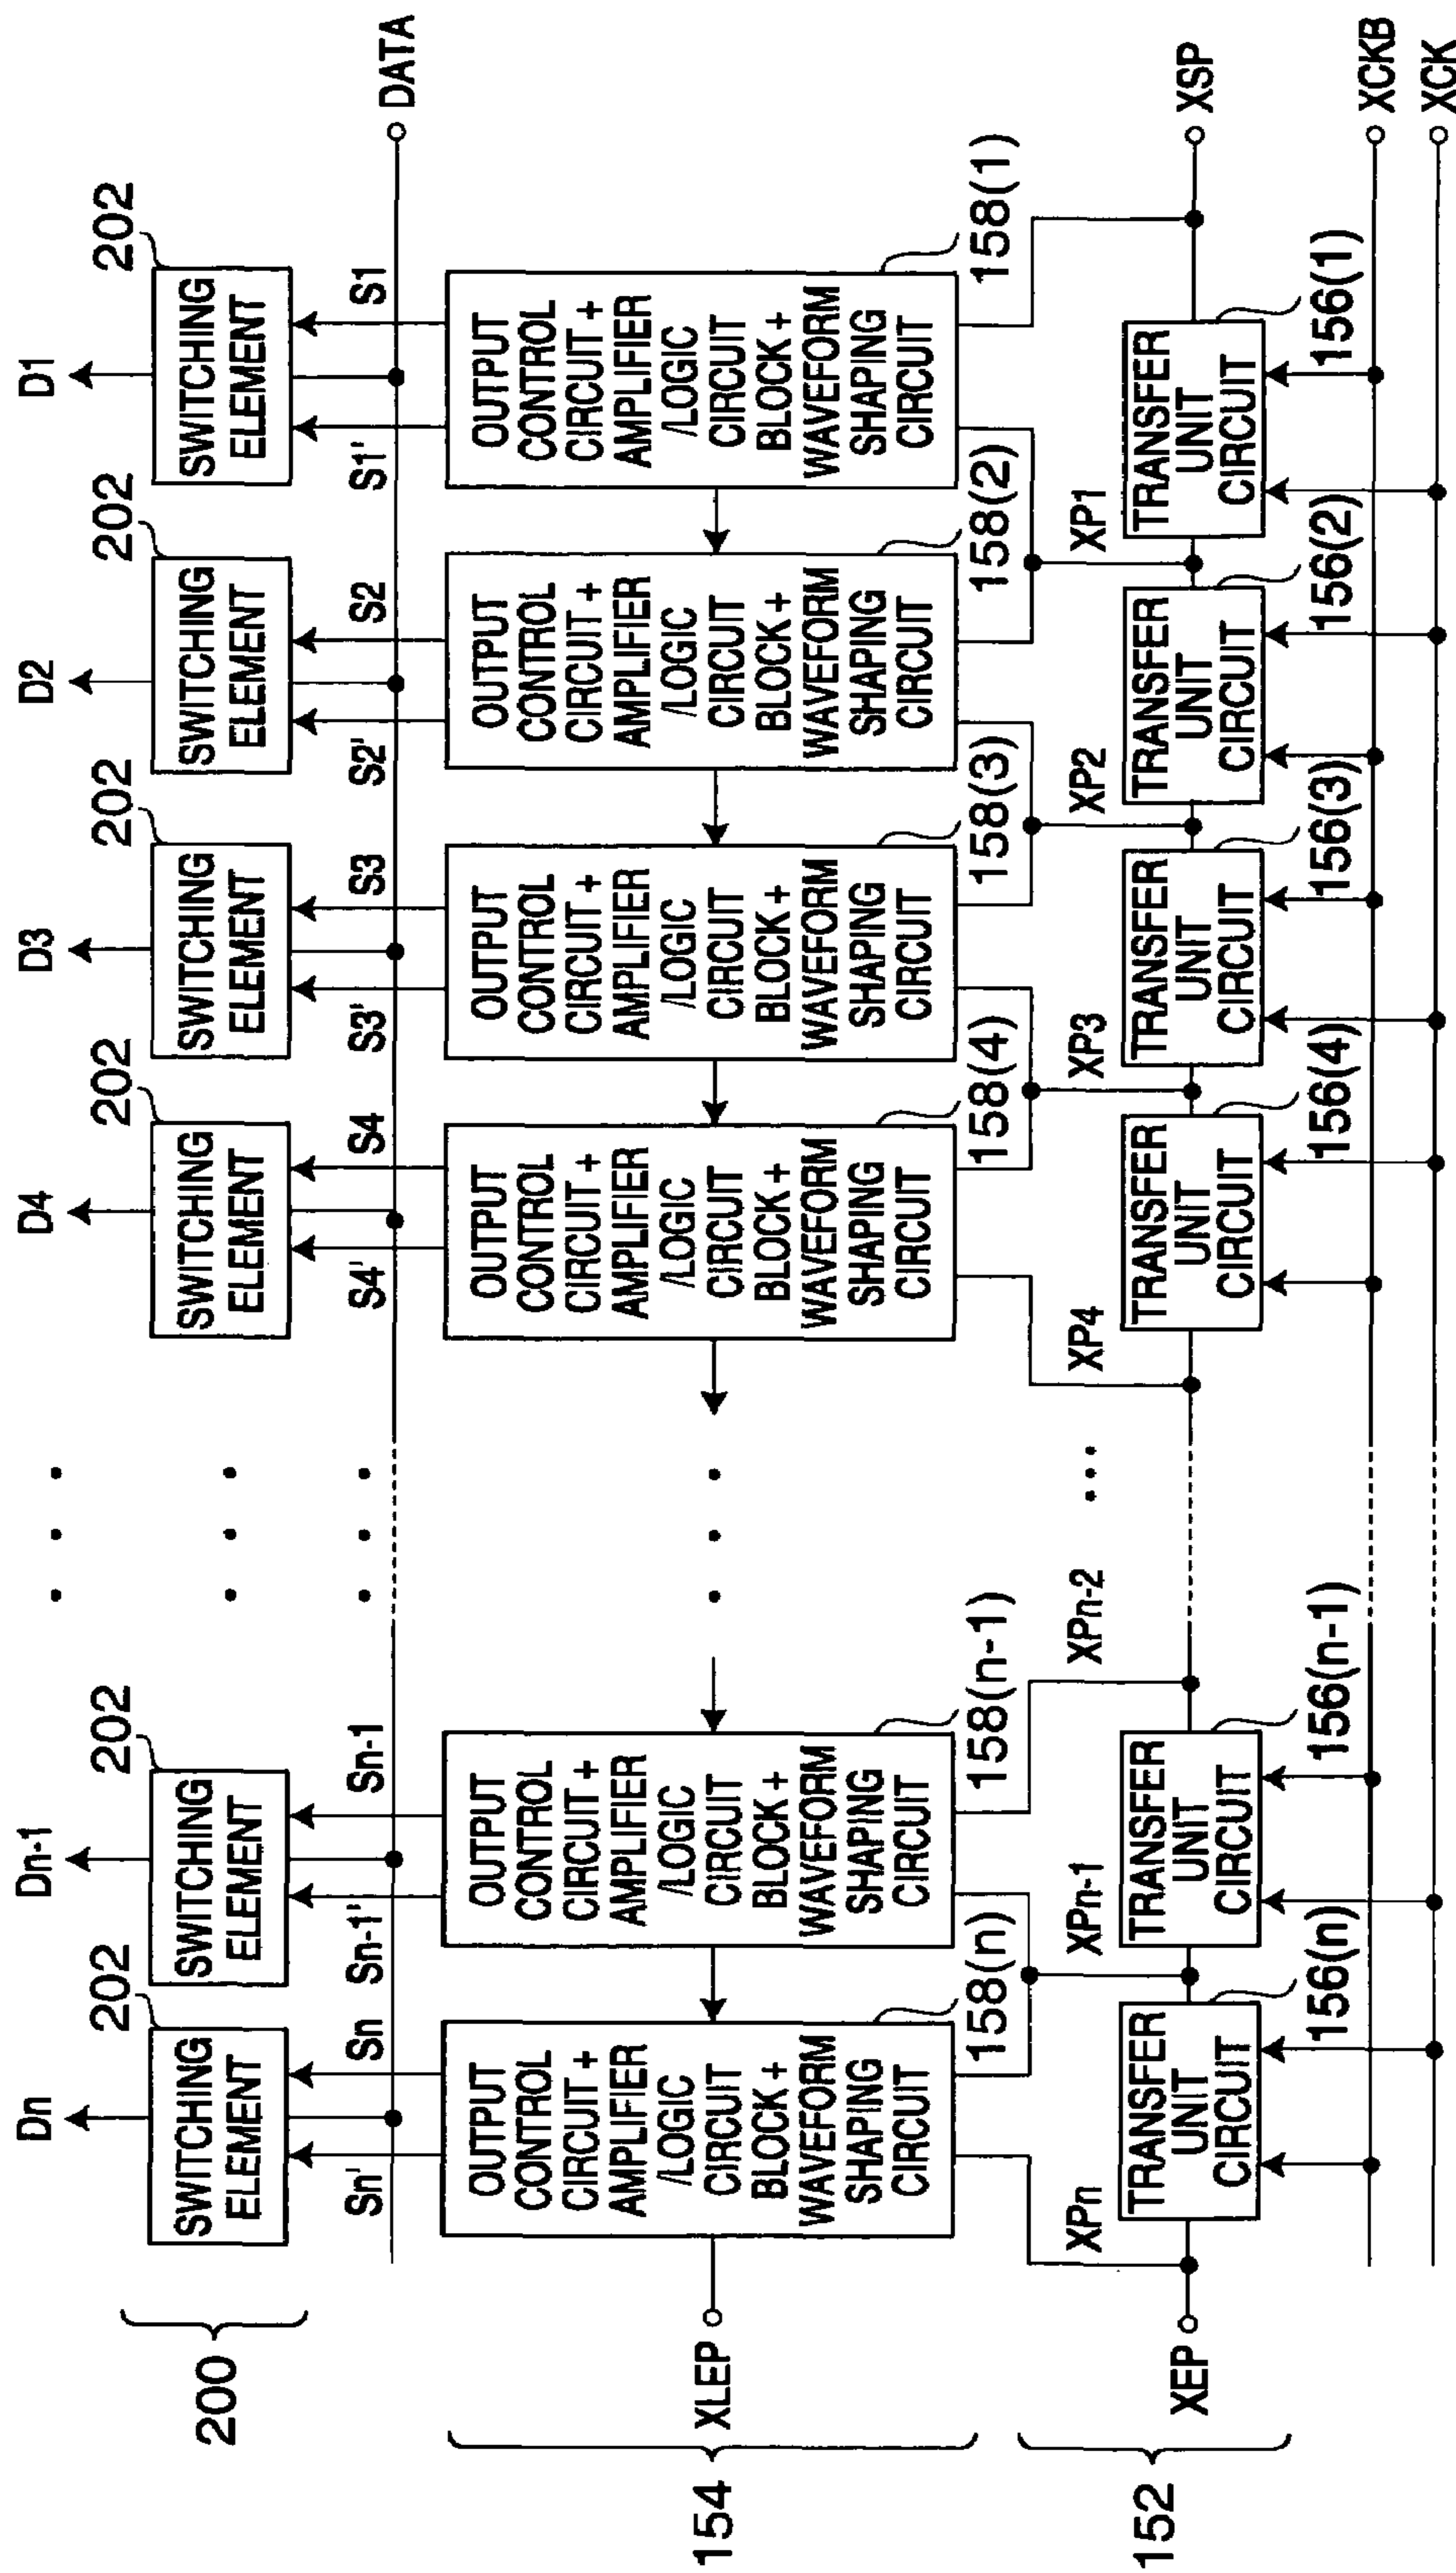 Dn
Dn-1
D4
D3
D2
D1
202
202
202
202
202
202
200
SWITCHING
ELEMENT
SWITCHING
ELEMENT
SWITCHING
ELEMENT
SWITCHING
ELEMENT
SWITCHING
ELEMENT
SWITCHING
ELEMENT
Sn'
Sn
Sn-1'
Sn-1
S4'
S4
S3'
S3
S2'
S2
S1'
S1
DATA
154
XLEP
OUTPUT
CONTROL
CIRCUIT +
AMPLIFIER
/LOGIC
CIRCUIT
BLOCK +
WAVEFORM
SHAPING
CIRCUIT
OUTPUT
CONTROL
CIRCUIT +
AMPLIFIER
/LOGIC
CIRCUIT
BLOCK +
WAVEFORM
SHAPING
CIRCUIT
OUTPUT
CONTROL
CIRCUIT +
AMPLIFIER
/LOGIC
CIRCUIT
BLOCK +
WAVEFORM
SHAPING
CIRCUIT
OUTPUT
CONTROL
CIRCUIT +
AMPLIFIER
/LOGIC
CIRCUIT
BLOCK +
WAVEFORM
SHAPING
CIRCUIT
OUTPUT
CONTROL
CIRCUIT +
AMPLIFIER
/LOGIC
CIRCUIT
BLOCK +
WAVEFORM
SHAPING
CIRCUIT
OUTPUT
CONTROL
CIRCUIT +
AMPLIFIER
/LOGIC
CIRCUIT
BLOCK +
WAVEFORM
SHAPING
CIRCUIT
158(n)
158(n-1)
158(4)
158(3)
158(2)
158(1)
XPn
XPn-1
XPn-2
...
XP4
XP3
XP2
XP1
152
XEP
TRANSFER
UNIT
CIRCUIT
TRANSFER
UNIT
CIRCUIT
TRANSFER
UNIT
CIRCUIT
TRANSFER
UNIT
CIRCUIT
TRANSFER
UNIT
CIRCUIT
TRANSFER
UNIT
CIRCUIT
XSP
156(n)
156(n-1)
156(4)
156(3)
156(2)
156(1)
XCKB
XCK